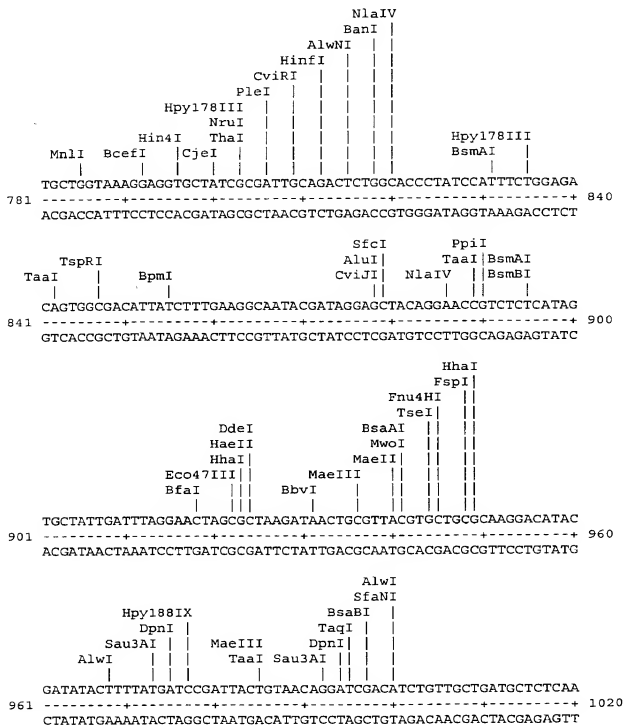 NlaIV
BanI
AlwNI
HinfI
CviRI
PleI
Hpy178III
NruI
Hin4I ThaI Hpy178III
MnlI BcefI CjeI BsmAI
TGCTGGTAAAGGAGGTGCTATCGCGATTGCAGACTCTGGCACCCTATCCATTTCTGGAGA
781 ---------+---------+---------+---------+---------+---------+ 840
ACGACCATTTCCTCCACGATAGCGCTAACGTCTGAGACCGTGGGATAGGTAAAGACCTCT
SfcI PpiI
TspRI AluI TaaI BsmAI
TaaI BpmI CviJI NlaIV BsmBI
CAGTGGCGACATTATCTTTGAAGGCAATACGATAGGAGCTACAGGAACCGTCTCTCATAG
841 ---------+---------+---------+---------+---------+---------+ 900
GTCACCGCTGTAATAGAAACTTCCGTTATGCTATCCTCGATGTCCTTGGCAGAGAGTATC
HhaI
FspI
Fnu4HI
DdeI TseI
HaeII BsaAI
HhaI MwoI
Eco47III MaeIII MaeII
BfaI BbvI
TGCTATTGATTTAGGAACTAGCGCTAAGATAACTGCGTTACGTGCTGCGCAAGGACATAC
901 ---------+---------+---------+---------+---------+---------+ 960
ACGATAACTAAATCCTTGATCGCGATTCTATTGACGCAATGCACGACGCGTTCCTGTATG
AlwI
SfaNI
Hpy188IX BsaBI
DpnI TaqI
Sau3AI MaeIII DpnI
AlwI TaaI Sau3AI
GATATACTTTTATGATCCGATTACTGTAACAGGATCGACATCTGTTGCTGATGCTCTCAA
961 ---------+---------+---------+---------+---------+---------+ 1020
CTATATGAAAATACTAGGCTAATGACATTGTCCTAGCTGTAGACAACGACTACGAGAGTT